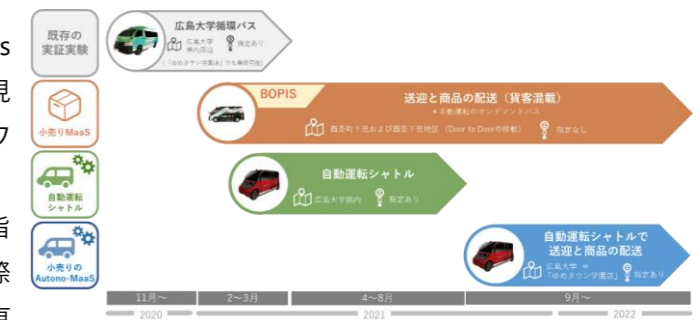 s
見
フ
指
際
既存の
実証実験
広島大学循環バス
広島大学
構内周辺
指定あり
(「ゆめタウン学園店」でも乗降可能)
小売りMaaS
BOPIS
送迎と商品の配送（貨客混載）
*手動運転のオンデマンドバス
西条町下見および西条下見地区（Door to Doorの移動）
指定なし
自動運転
シャトル
自動運転シャトル
広島大学構内
指定あり
小売りの
Autono-MaaS
自動運転シャトルで
送迎と商品の配送
広島大学 ⇔
「ゆめタウン学園店」
指定あり
11月～ 2～3月 4～8月 9月～
2020 2021 2022